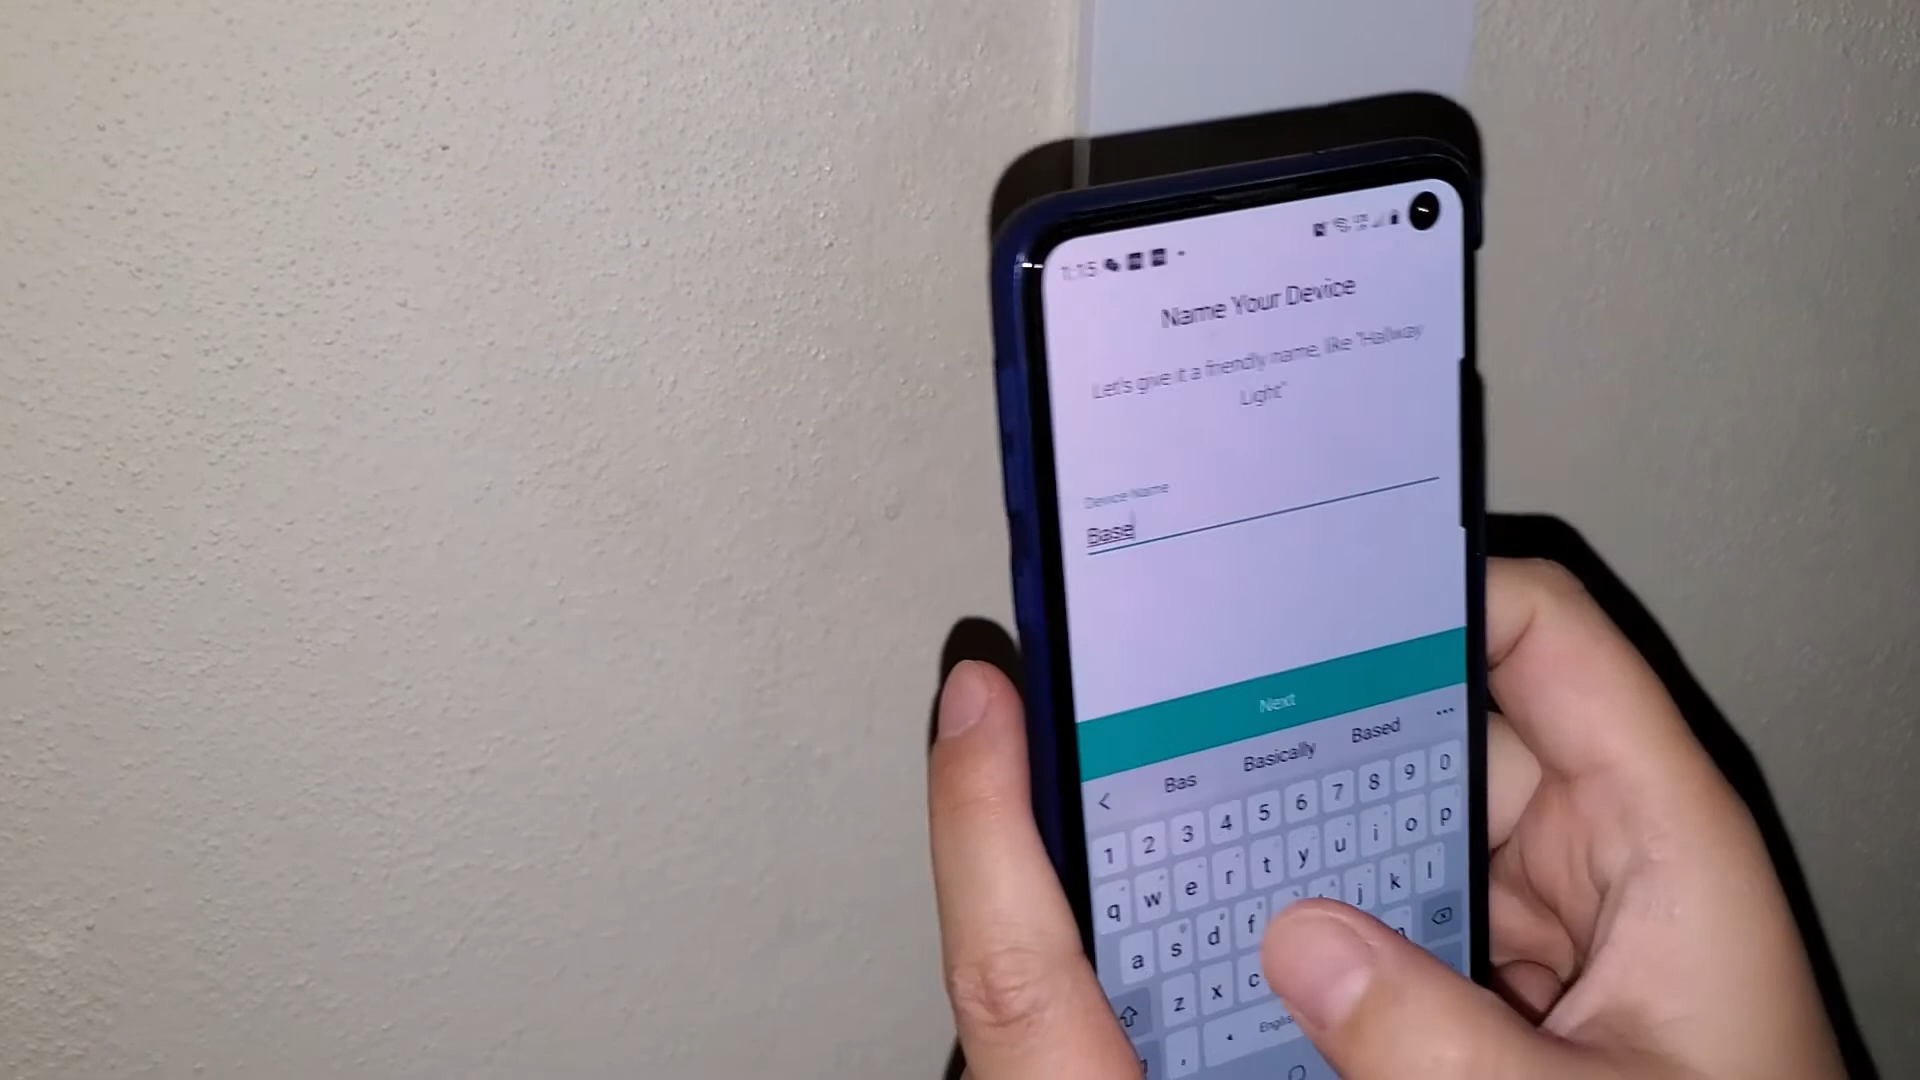 1:15
Name Your Device
Let's give it a friendly name, like "Hallway
Light"
Device Name
Base
Next
Bas Basically Based
1 2 3 4 5 6 7 8 9 0
q w e r t y u i o p
a s d f j k l
z x c
, English